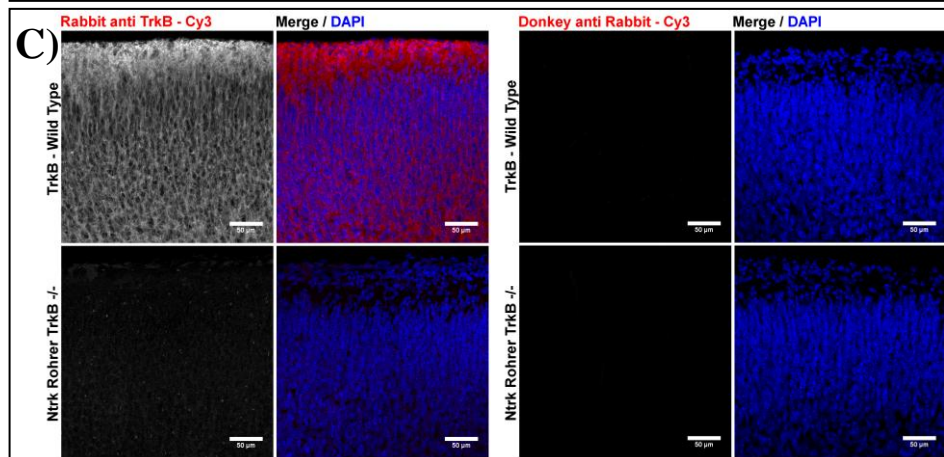 C)
Rabbit anti TrkB - Cy3
Merge / DAPI
Donkey anti Rabbit - Cy3
Merge / DAPI
TrkB - Wild Type
50 µm
50 µm
TrkB - Wild Type
50 µm
50 µm
Ntrk Rohrer TrkB -/-
50 µm
50 µm
Ntrk Rohrer TrkB -/-
50 µm
50 µm